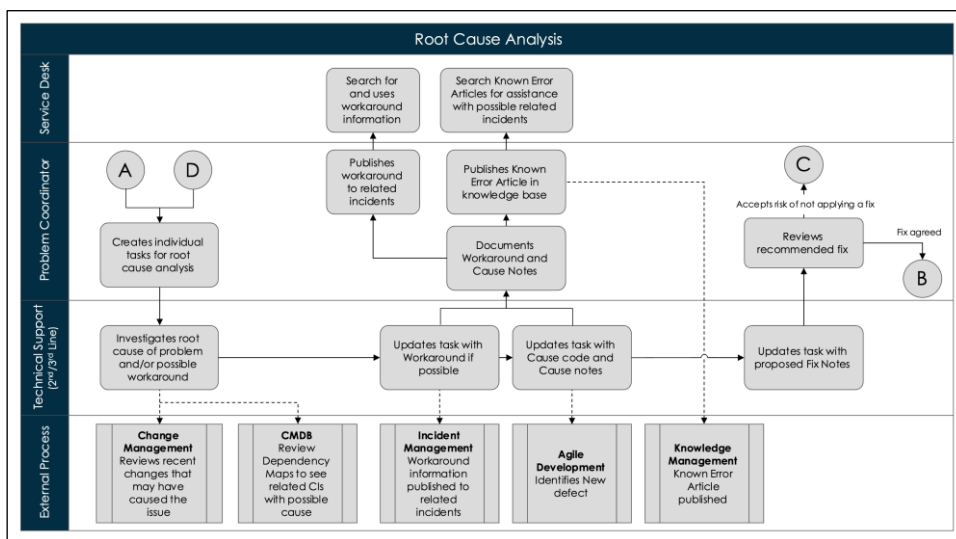 Root Cause Analysis
Service Desk
Search for
and uses
workaround
information
Search Known Error
Articles for assistance
with possible related
incidents
Problem Coordinator
A
D
Creates individual
tasks for root
cause analysis
Publishes
workaround
to related
incidents
Publishes Known
Error Article in
knowledge base
Documents
Workaround and
Cause Notes
C
Accepts risk of not applying a fix
Reviews
recommended fix
Fix agreed
B
Technical Support
(2nd/3rd Line)
Investigates root
cause of problem
and/or possible
workaround
Updates task with
Workaround if
possible
Updates task with
Cause code and
Cause notes
Updates task with
proposed Fix Notes
External Process
Change
Management
Reviews recent
changes that
may have
caused the
issue
CMDB
Review
Dependency
Maps to see
related CIs
with possible
cause
Incident
Management
Workaround
information
published to
related
incidents
Agile
Development
Identifies New
defect
Knowledge
Management
Known Error
Article
published